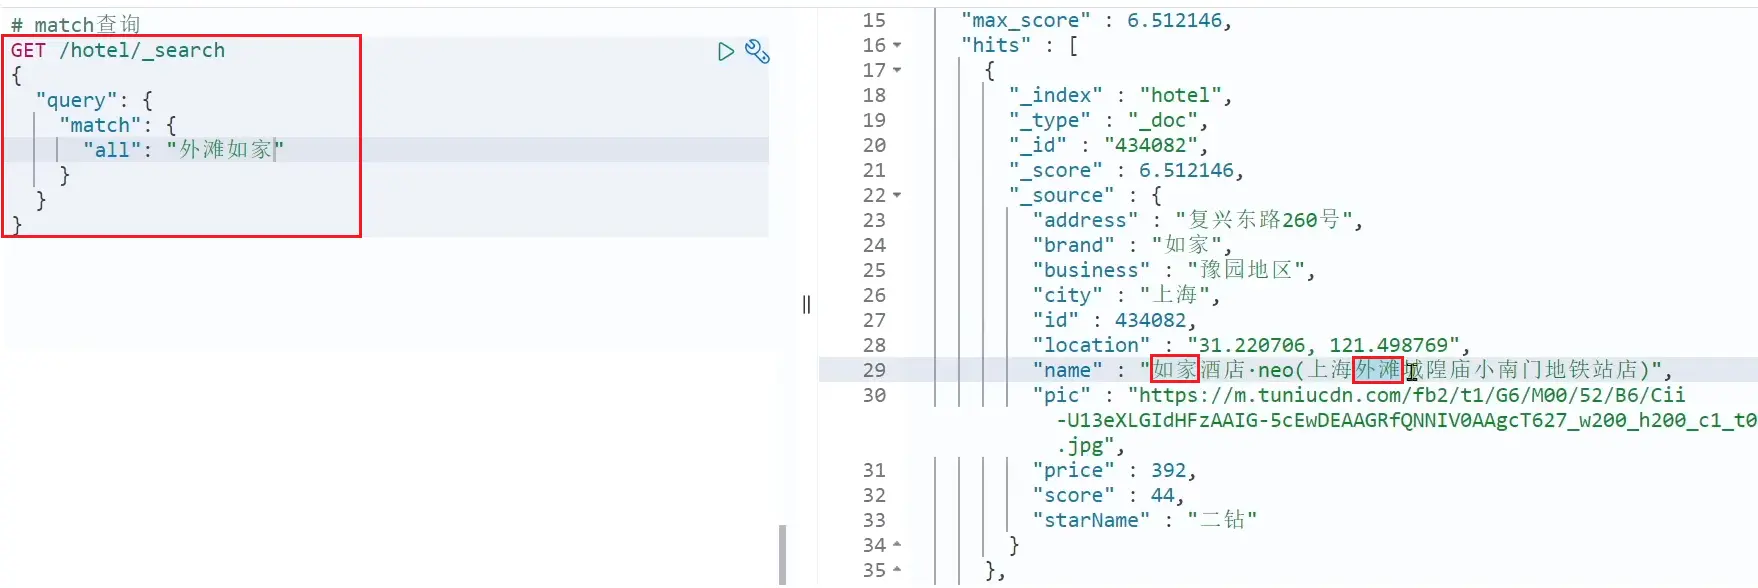 # match查询
GET /hotel/_search
{
  "query": {
    "match": {
      "all": "外滩如家"
    }
  }
}
15 "max_score" : 6.512146,
16 "hits" : [
17 {
18 "_index" : "hotel",
19 "_type" : "_doc",
20 "_id" : "434082",
21 "_score" : 6.512146,
22 "_source" : {
23 "address" : "复兴东路260号",
24 "brand" : "如家",
25 "business" : "豫园地区",
26 "city" : "上海",
27 "id" : 434082,
28 "location" : "31.220706, 121.498769",
29 "name" : "如家酒店·neo(上海外滩城隍庙小南门地铁站店)",
30 "pic" : "https://m.tuniucdn.com/fb2/t1/G6/M00/52/B6/Cii
-U13eXLGIdHFzAAIG-5cEwDEAAGRfQNNIV0AAgcT627_w200_h200_c1_t0
.jpg",
31 "price" : 392,
32 "score" : 44,
33 "starName" : "二钻"
34 }
35 },